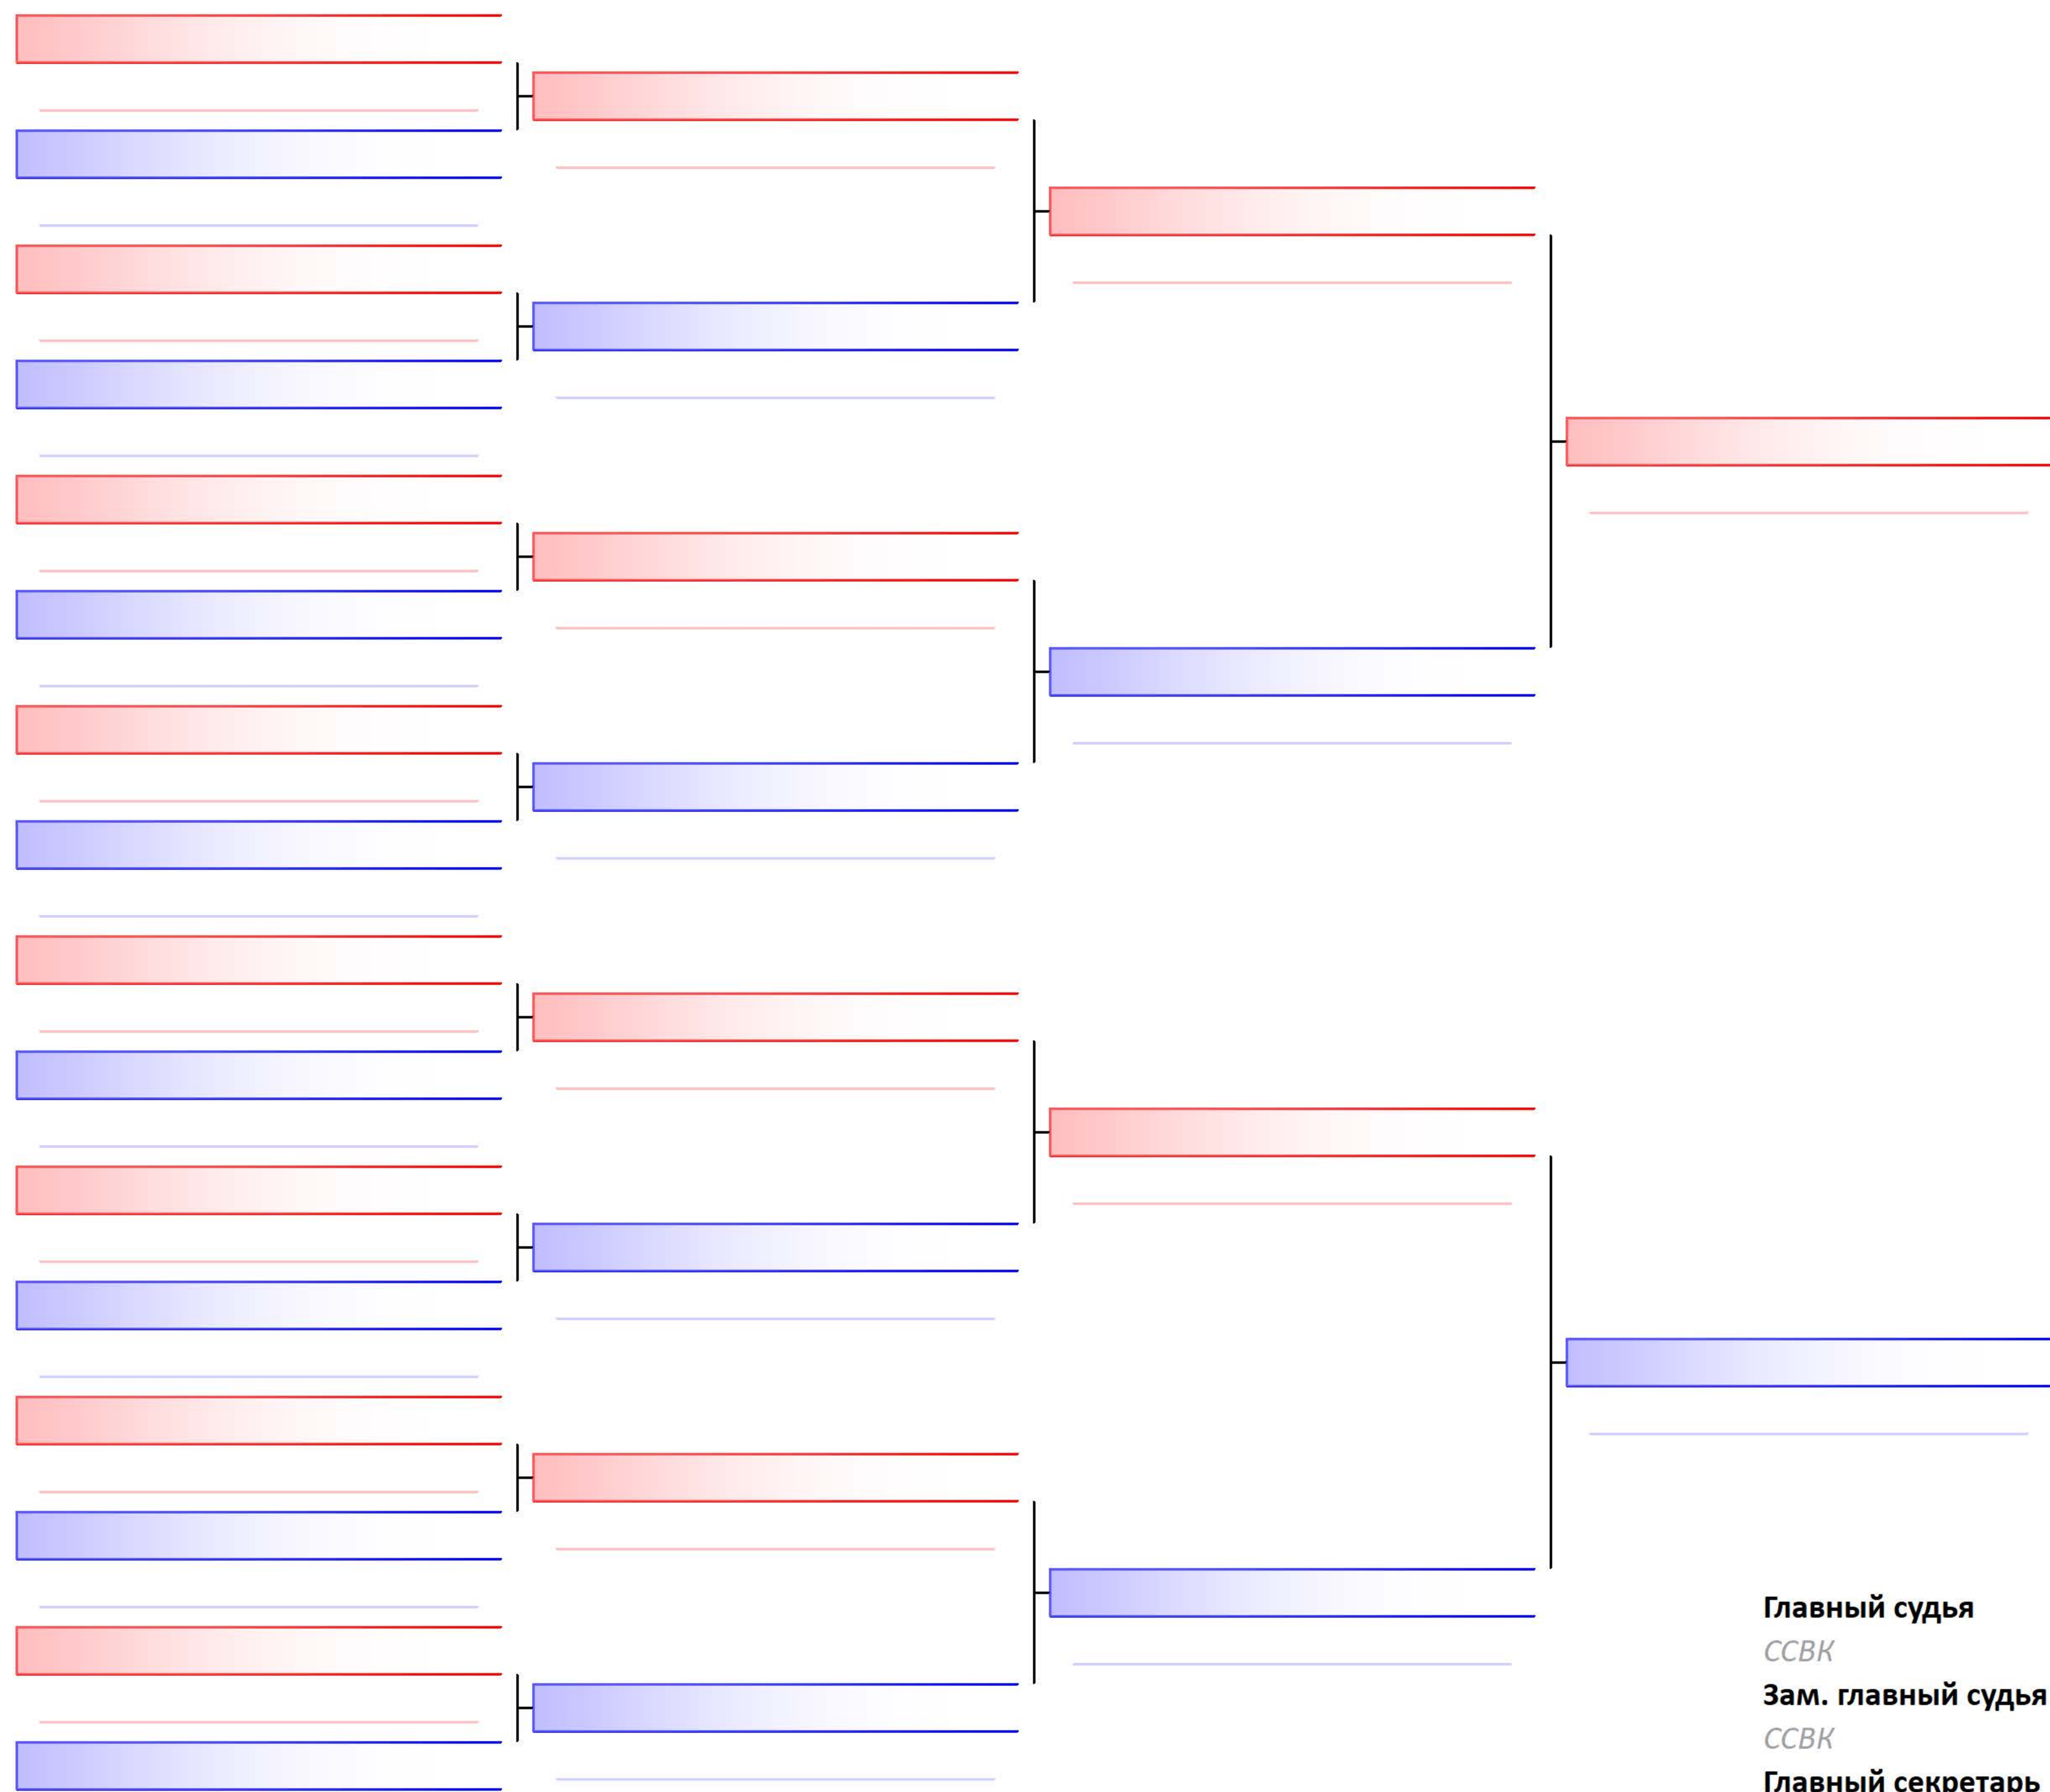 Главный судья
ССВК
Зам. главный судья
ССВК
Главный секретарь